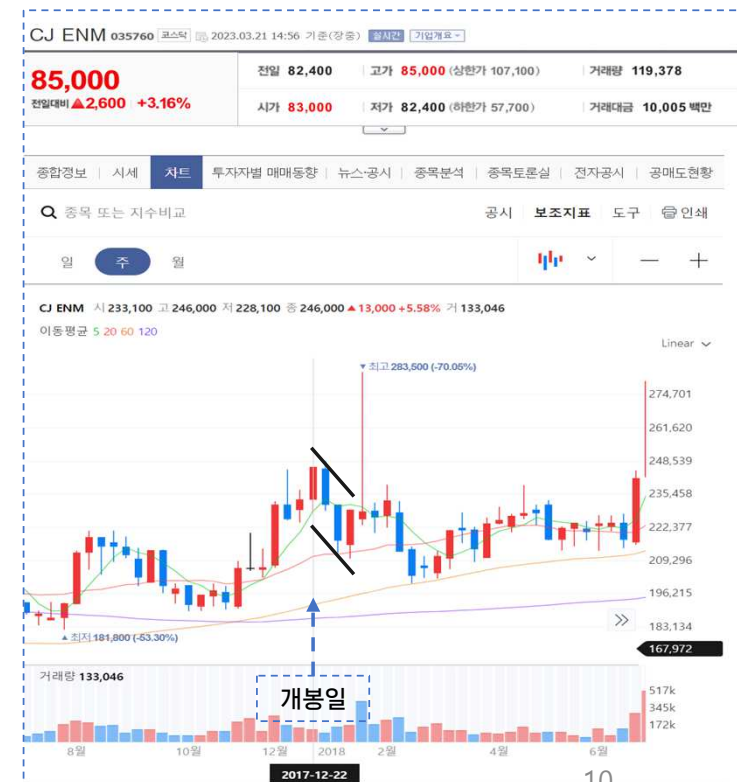 CJ ENM 035760 코스닥 2023.03.21 14:56 기준(장중) 실시간 기업개요
85,000
전일대비 ▲2,600 +3.16%
전일 82,400 고가 85,000 (상한가 107,100) 거래량 119,378
시가 83,000 저가 82,400 (하한가 57,700) 거래대금 10,005 백만
종합정보 시세 차트 투자자별 매매동향 뉴스·공시 종목분석 종목토론실 전자공시 공매도현황
종목 또는 지수비교 공시 보조지표 도구 인쇄
일 주 월
CJ ENM 시 233,100 고 246,000 저 228,100 종 246,000 ▲ 13,000 +5.58% 거 133,046
이동평균 5 20 60 120
Linear
▼ 최고 283,500 (-70.05%)
274,701
261,620
248,539
235,458
222,377
209,296
196,215
183,134
▲ 최저 181,800 (-53.30%)
167,972
거래량 133,046
개봉일
517k
345k
172k
8월 10월 12월 2018 2월 4월 6월
2017-12-22
10